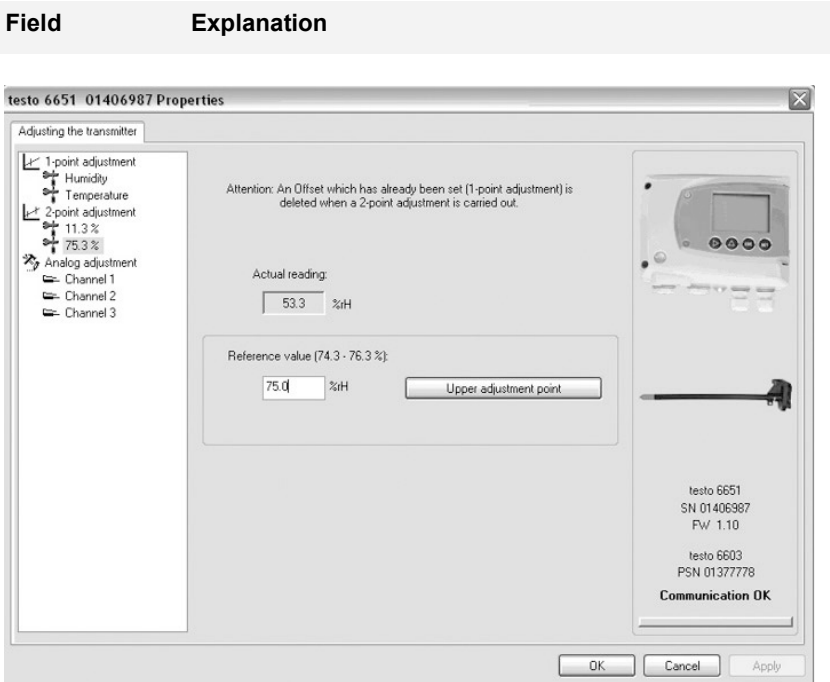 Field Explanation
testo 6651 01406987 Properties
Adjusting the transmitter
1-point adjustment
Humidity
Temperature
2-point adjustment
11.3 %
75.3 %
Analog adjustment
Channel 1
Channel 2
Channel 3
Attention: An Offset which has already been set (1-point adjustment) is
deleted when a 2-point adjustment is carried out.
Actual reading:
53.3 %rH
Reference value (74.3 - 76.3 %):
75.0 %rH Upper adjustment point
testo 6651
SN 01406987
FW 1.10
testo 6603
PSN 01377778
Communication OK
OK Cancel Apply